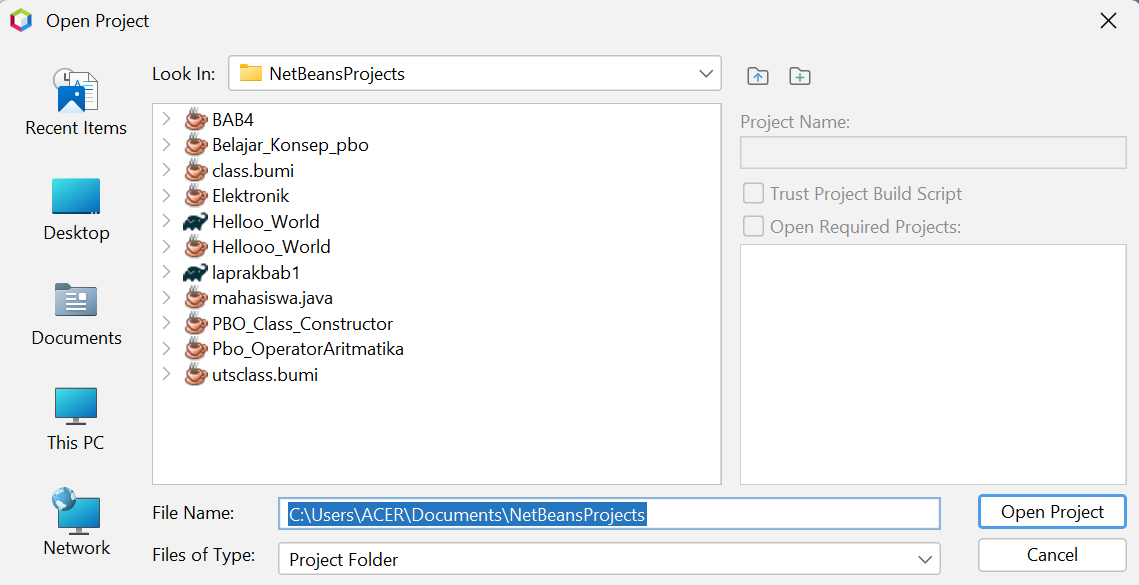 Open Project
Look In: NetBeansProjects
Recent Items
Desktop
Documents
This PC
Network
BAB4
Belajar_Konsep_pbo
class.bumi
Elektronik
Helloo_World
Hellooo_World
laprakbab1
mahasiswa.java
PBO_Class_Constructor
Pbo_OperatorAritmatika
utsclass.bumi
Project Name:
Trust Project Build Script
Open Required Projects:
File Name: C:\Users\ACER\Documents\NetBeansProjects
Files of Type: Project Folder
Open Project
Cancel